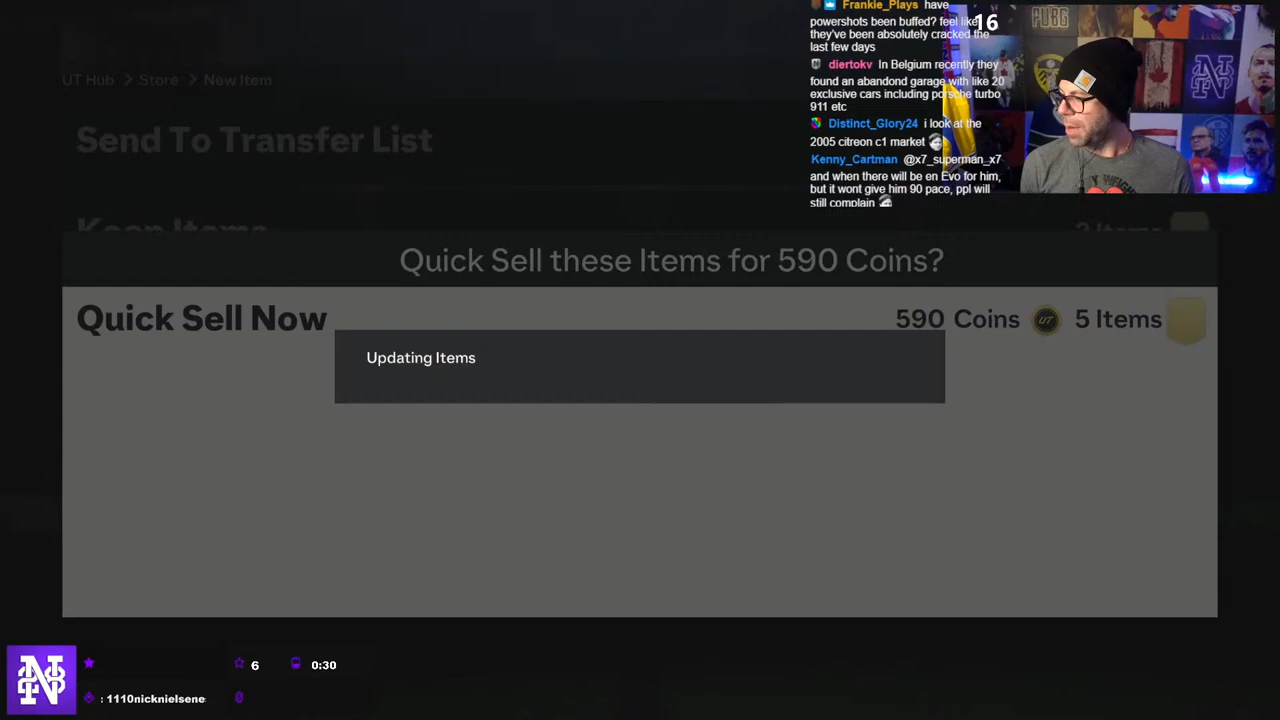 Frankie_Plays have
powershots been buffed? feel like
they've been absolutely cracked the
last few days
16
PUBG
diertokv In Belgium recently they
found an abandond garage with like 20
exclusive cars including porsche turbo
911 etc
Distinct_Glory24 i look at the
2005 citreon c1 market
Kenny_Cartman @x7_superman_x7
and when there will be en Evo for him,
but it wont give him 90 pace, ppl will
still complain
UT Hub > Store > New Item
Send To Transfer List
Keep Items
Quick Sell these Items for 590 Coins?
Quick Sell Now 590 Coins UT 5 Items
Updating Items
6 0:30
: 1110nicknielsene